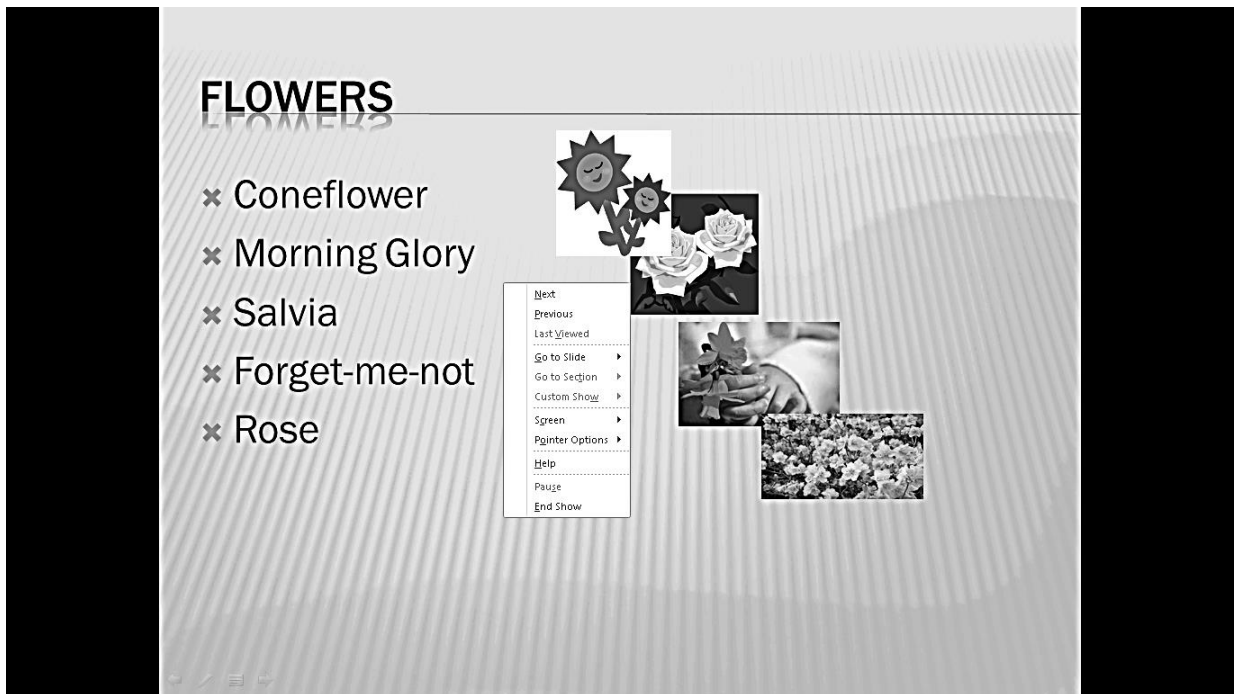 FLOWERS
Coneflower
Morning Glory
Salvia
Forget-me-not
Rose
Next
Previous
Last Viewed
Go to Slide
Go to Section
Custom Show
Screen
Pointer Options
Help
Pause
End Show